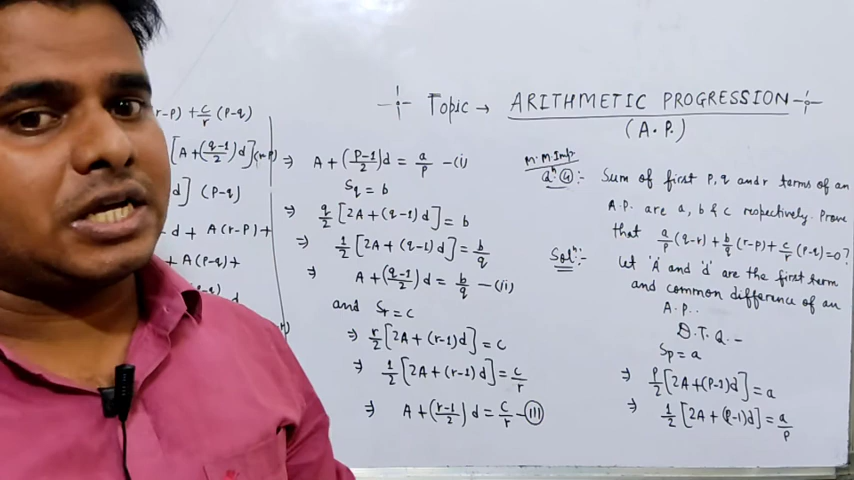 Topic → ARITHMETIC PROGRESSION
(A.P.)
M.M.Imp.
Qⁿ.④:- Sum of first p, q and r terms of an
A.P. are a, b & c respectively. Prove
that a/p (q-r) + b/q (r-p) + c/r (p-q) = 0?
Solⁿ:- Let 'A' and 'd' are the first term
and common difference of an
A.P..
D.T.Q.-
Sp = a
⇒ p/2 [2A + (p-1)d] = a
⇒ 1/2 [2A + (p-1)d] = a/p
⇒ A + (p-1/2)d = a/p -(i)
Sq = b
⇒ q/2 [2A + (q-1)d] = b
⇒ 1/2 [2A + (q-1)d] = b/q
⇒ A + (q-1/2)d = b/q -(ii)
and Sr = c
⇒ r/2 [2A + (r-1)d] = c
⇒ 1/2 [2A + (r-1)d] = c/r
⇒ A + (r-1/2)d = c/r -(III)
r-p) + c/r (p-q)
[A + (q-1/2)d](r-p)
d] (p-q)
d + A(r-p) +
+ A(p-q) +